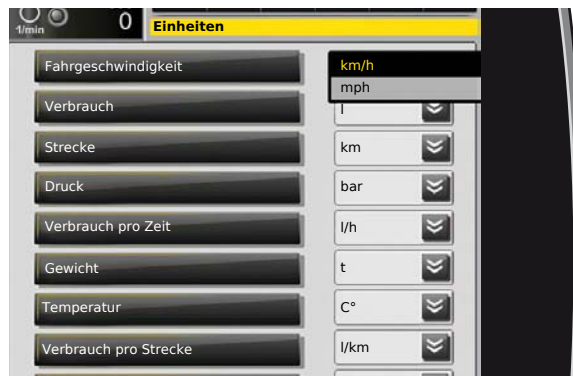 1/min
0
Einheiten
Fahrgeschwindigkeit
km/h
mph
Verbrauch
l
Strecke
km
Druck
bar
Verbrauch pro Zeit
l/h
Gewicht
t
Temperatur
C°
Verbrauch pro Strecke
l/km